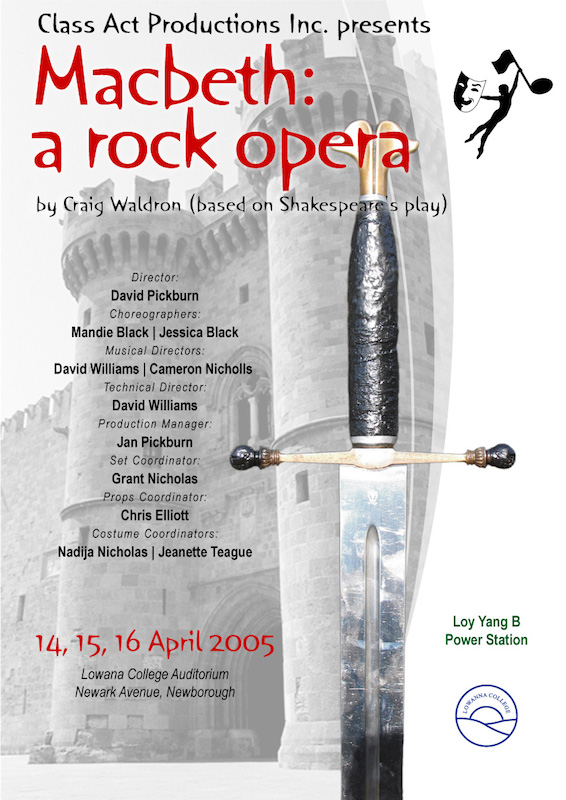 Class Act Productions Inc. presents
Macbeth:
a rock opera
by Craig Waldron (based on Shakespeare's play)
Director:
David Pickburn
Choreographers:
Mandie Black | Jessica Black
Musical Directors:
David Williams | Cameron Nicholls
Technical Director:
David Williams
Production Manager:
Jan Pickburn
Set Coordinator:
Grant Nicholas
Props Coordinator:
Chris Elliott
Costume Coordinators:
Nadija Nicholas | Jeanette Teague
14, 15, 16 April 2005
Lowana College Auditorium
Newark Avenue, Newborough
Loy Yang B
Power Station
LOWANNA COLLEGE